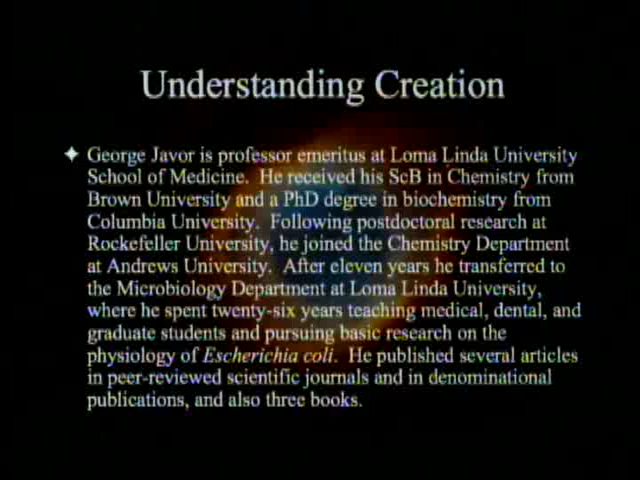 Understanding Creation
George Javor is professor emeritus at Loma Linda University
School of Medicine. He received his ScB in Chemistry from
Brown University and a PhD degree in biochemistry from
Columbia University. Following postdoctoral research at
Rockefeller University, he joined the Chemistry Department
at Andrews University. After eleven years he transferred to
the Microbiology Department at Loma Linda University,
where he spent twenty-six years teaching medical, dental, and
graduate students and pursuing basic research on the
physiology of Escherichia coli. He published several articles
in peer-reviewed scientific journals and in denominational
publications, and also three books.